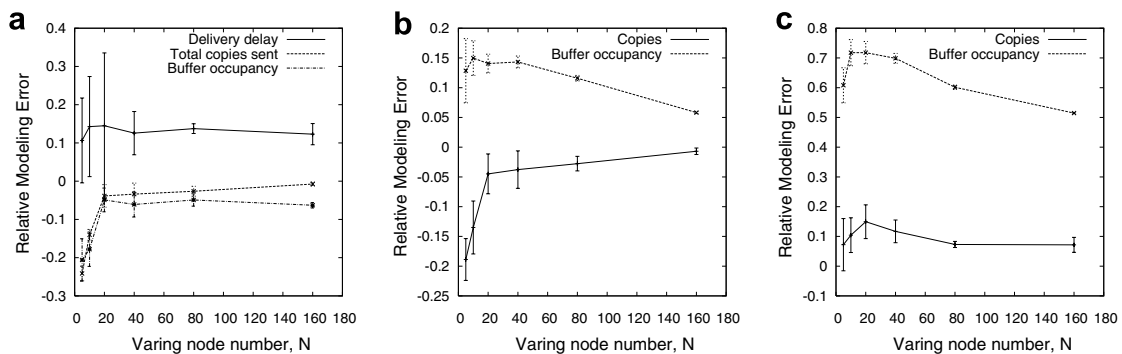 a
Delivery delay
Total copies sent
Buffer occupancy
Relative Modeling Error
0.4
0.3
0.2
0.1
0
-0.1
-0.2
-0.3
0 20 40 60 80 100 120 140 160 180
Varing node number, N
b
Copies
Buffer occupancy
Relative Modeling Error
0.2
0.15
0.1
0.05
0
-0.05
-0.1
-0.15
-0.2
-0.25
0 20 40 60 80 100 120 140 160 180
Varing node number, N
c
Copies
Buffer occupancy
Relative Modeling Error
0.8
0.7
0.6
0.5
0.4
0.3
0.2
0.1
0
-0.1
0 20 40 60 80 100 120 140 160 180
Varing node number, N